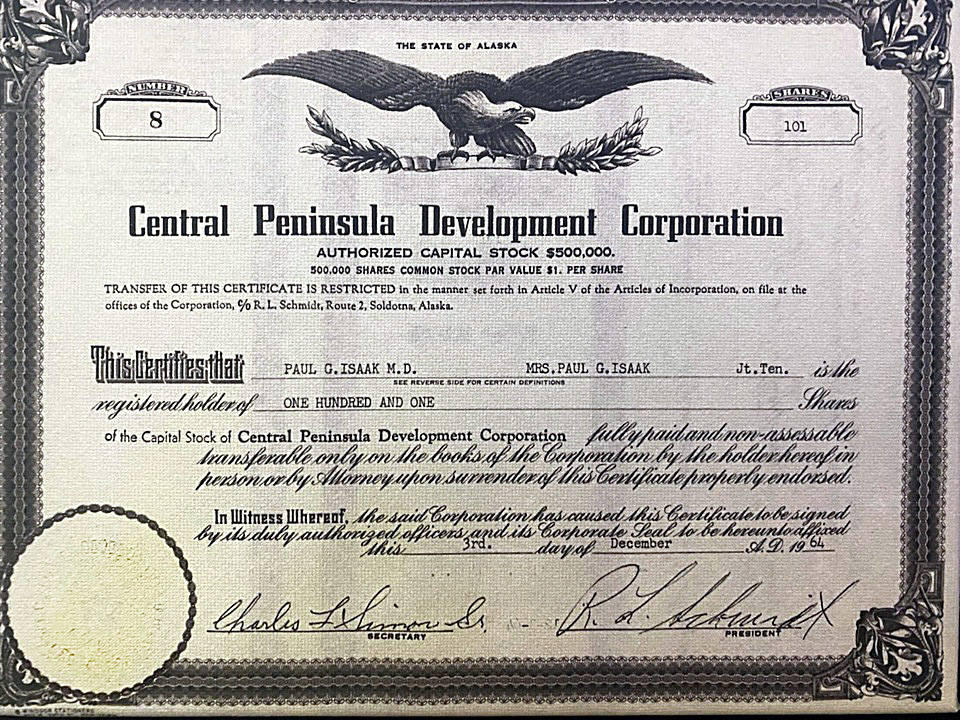 THE STATE OF ALASKA
NUMBER
8
SHARES
101
Central Peninsula Development Corporation
AUTHORIZED CAPITAL STOCK $500,000.
500,000 SHARES COMMON STOCK PAR VALUE $1. PER SHARE
TRANSFER OF THIS CERTIFICATE IS RESTRICTED in the manner set forth in Article V of the Articles of Incorporation, on file at the
offices of the Corporation, % R. L. Schmidt, Route 2, Soldotna, Alaska.
This Certifies that PAUL G.ISAAK M.D. MRS.PAUL G.ISAAK Jt.Ten. is the
SEE REVERSE SIDE FOR CERTAIN DEFINITIONS
registered holder of ONE HUNDRED AND ONE Shares
of the Capital Stock of Central Peninsula Development Corporation fully paid and non-assessable
transferable only on the books of the Corporation by the holder hereof in
person or by Attorney upon surrender of this Certificate properly endorsed.
In Witness Whereof, the said Corporation has caused this Certificate to be signed
by its duly authorized officers and its Corporate Seal to be hereunto affixed
this 3rd. day of December A.D. 19 64
Charles F. Simon Sr. R. L. Schmidt
SECRETARY PRESIDENT